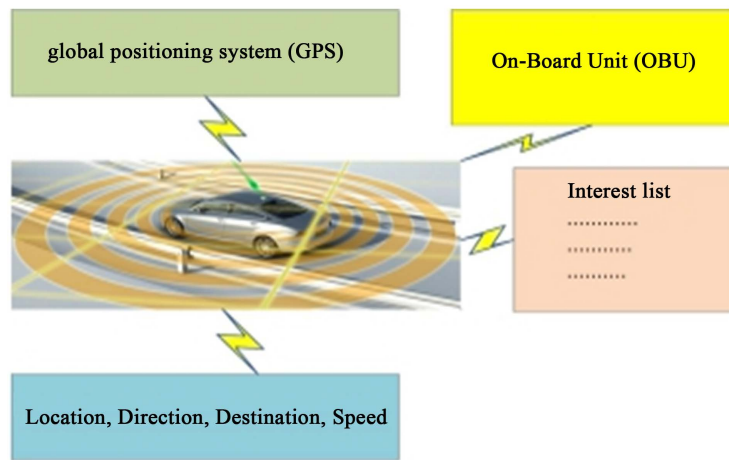 global positioning system (GPS)
On-Board Unit (OBU)
Interest list
............
...........
..........
Location, Direction, Destination, Speed